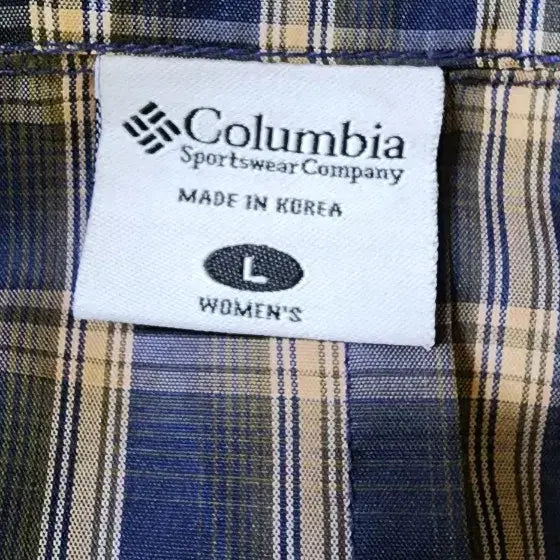 Columbia
Sportswear Company
MADE IN KOREA
L
WOMEN'S